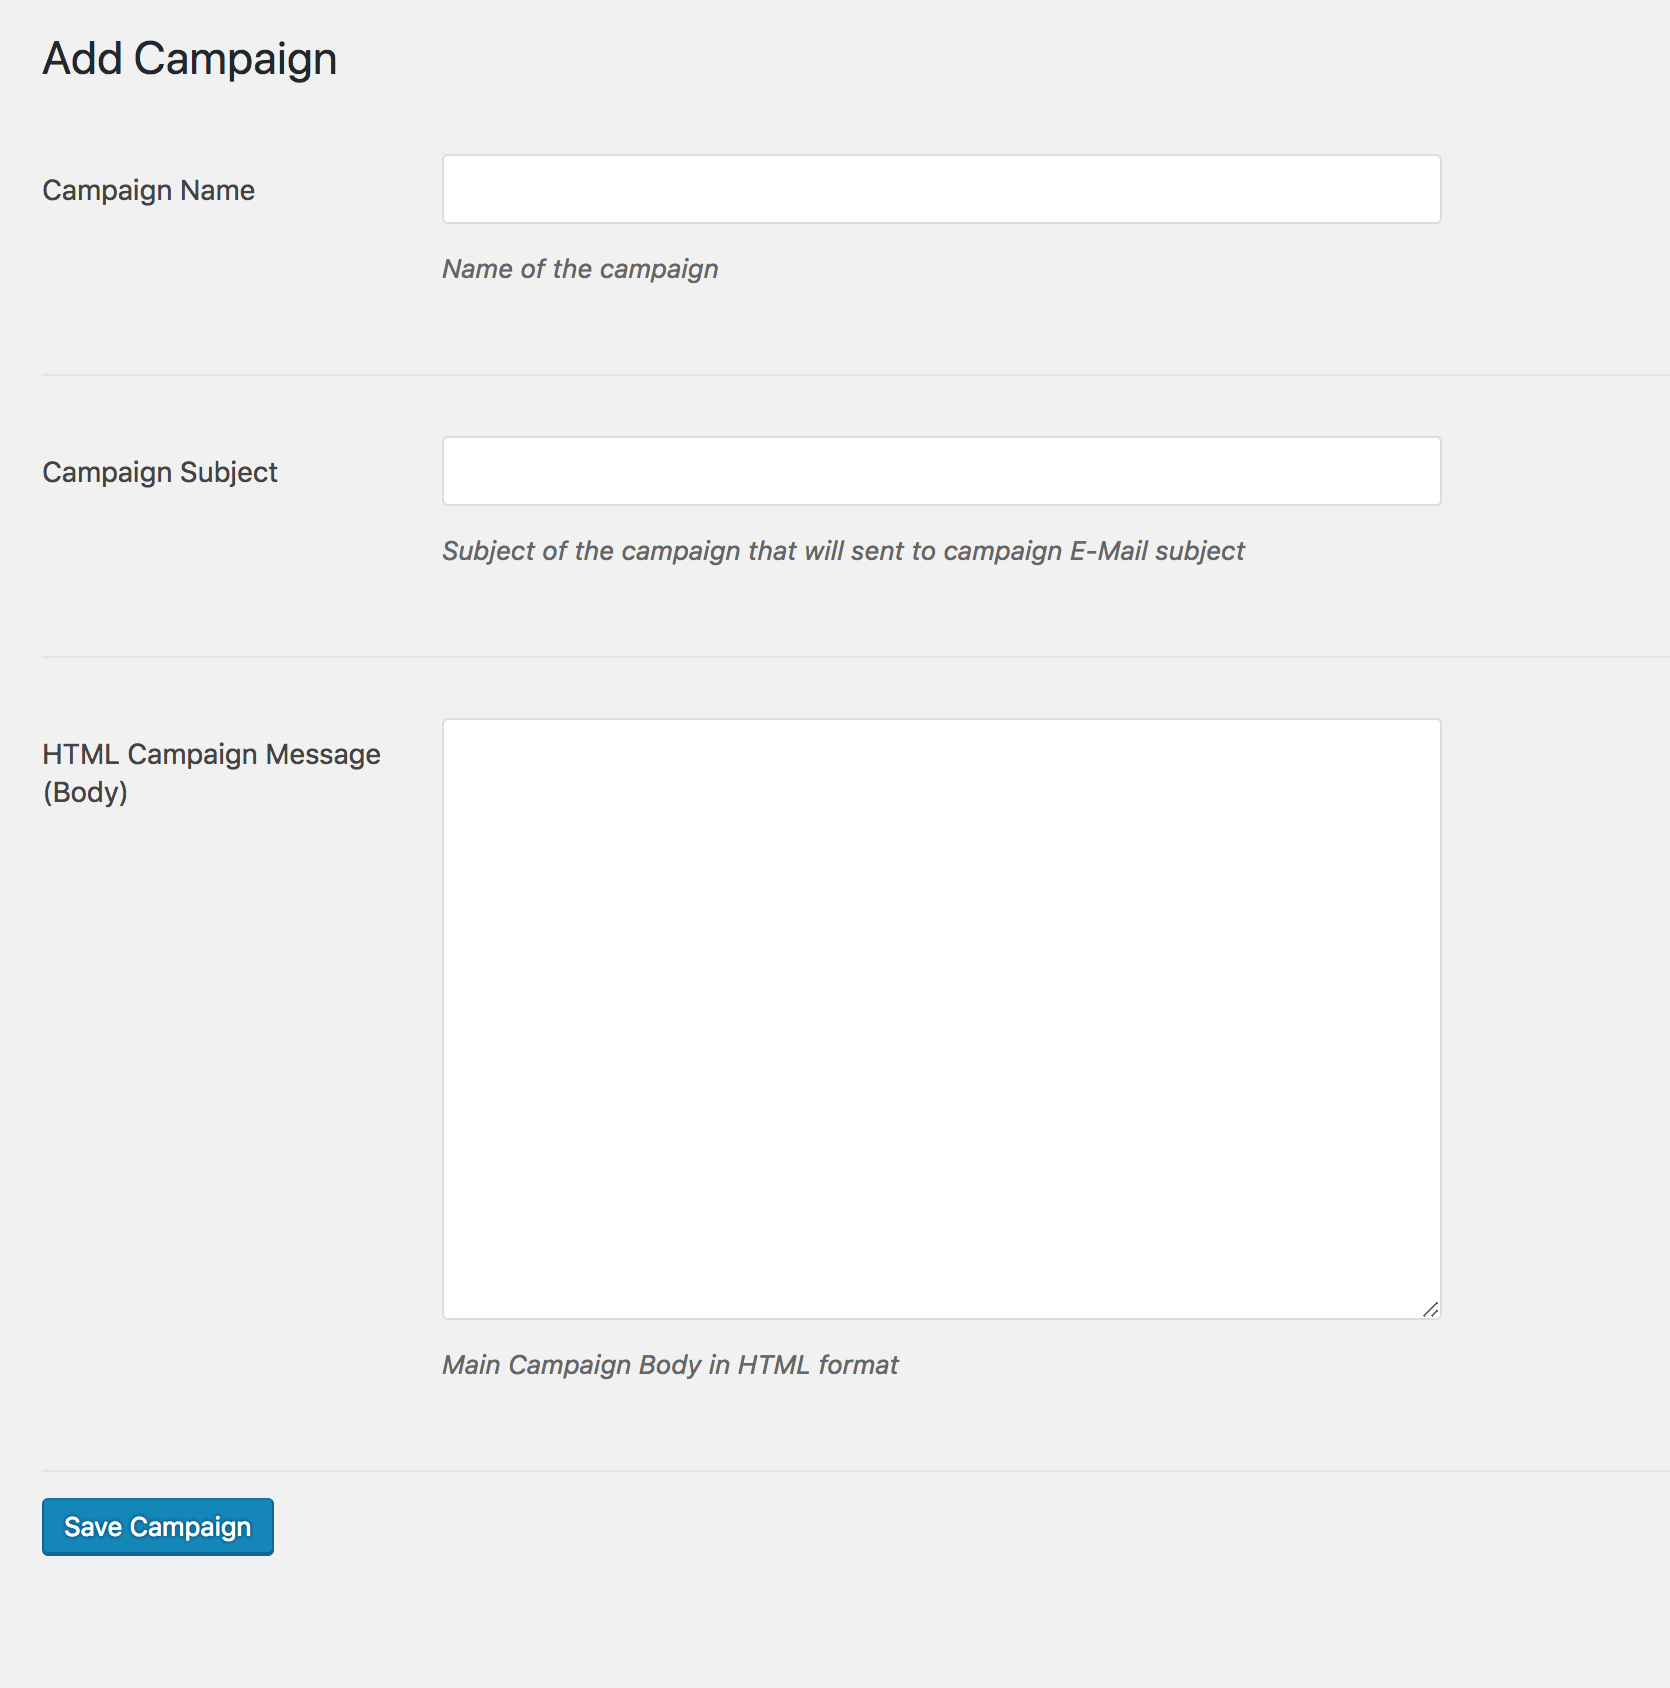 Add Campaign
Campaign Name
Name of the campaign
Campaign Subject
Subject of the campaign that will sent to campaign E-Mail subject
HTML Campaign Message
(Body)
Main Campaign Body in HTML format
Save Campaign